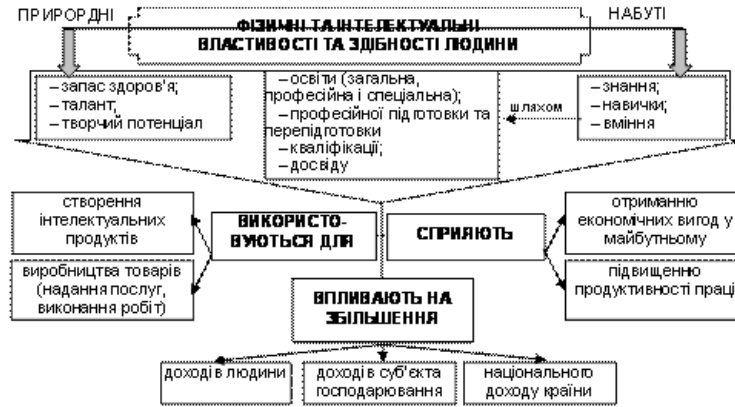 ПРИРОРДНІ
ФІЗИЧНІ ТА ІНТЕЛЕКТУАЛЬНІ
ВЛАСТИВОСТІ ТА ЗДІБНОСТІ ЛЮДИНИ
НАБУТІ
–запас здоров'я;
–талант;
–творчий потенціал
–освіти (загальна,
професійна і спеціальна);
–професійної підготовки та
перепідготовки
–кваліфікації;
–досвіду
шляхом
–знання;
–навички;
–вміння
створення
інтелектуальних
продуктів
виробництва товарів
(надання послуг,
виконання робіт)
ВИКОРИСТО-
ВУЮТЬСЯ ДЛЯ
СПРИЯЮТЬ
отриманню
економічних вигод у
майбутньому
підвищенню
продуктивності праці
ВПЛИВАЮТЬ НА
ЗБІЛЬШЕННЯ
доходів людини
доходів суб'єкта
господарювання
національного
доходу країни